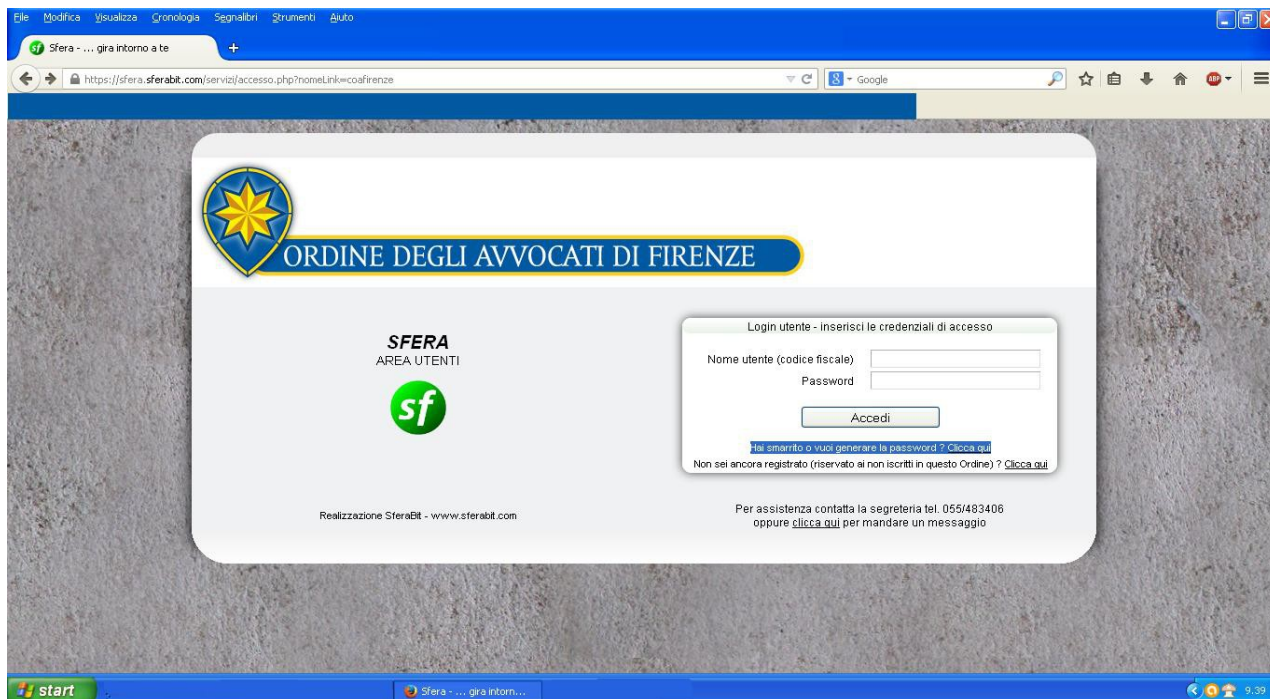 File Modifica Visualizza Cronologia Segnalibri Strumenti Aiuto
sf Sfera - ... gira intorno a te +
https://sfera.sferabit.com/servizi/accesso.php?nomeLink=coafirenze
8 Google
ABP
ORDINE DEGLI AVVOCATI DI FIRENZE
SFERA
AREA UTENTI
sf
Realizzazione SferaBit - www.sferabit.com
Login utente - inserisci le credenziali di accesso
Nome utente (codice fiscale)
Password
Accedi
Hai smarrito o vuoi generare la password ? Clicca qui
Non sei ancora registrato (riservato ai non iscritti in questo Ordine) ? Clicca qui
Per assistenza contatta la segreteria tel. 055/483406
oppure clicca qui per mandare un messaggio
start
Sfera - ... gira intorn...
9.39